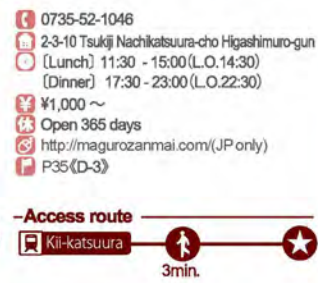 0735-52-1046
2-3-10 Tsukiji Nachikatsuura-cho Higashimuro-gun
〔Lunch〕 11:30 - 15:00(L.O.14:30)
〔Dinner〕 17:30 - 23:00(L.O.22:30)
¥ ¥1,000 ～
休 Open 365 days
http://magurozanmai.com/(JP only)
P35《D-3》
Access route
Kii-katsuura
3min.